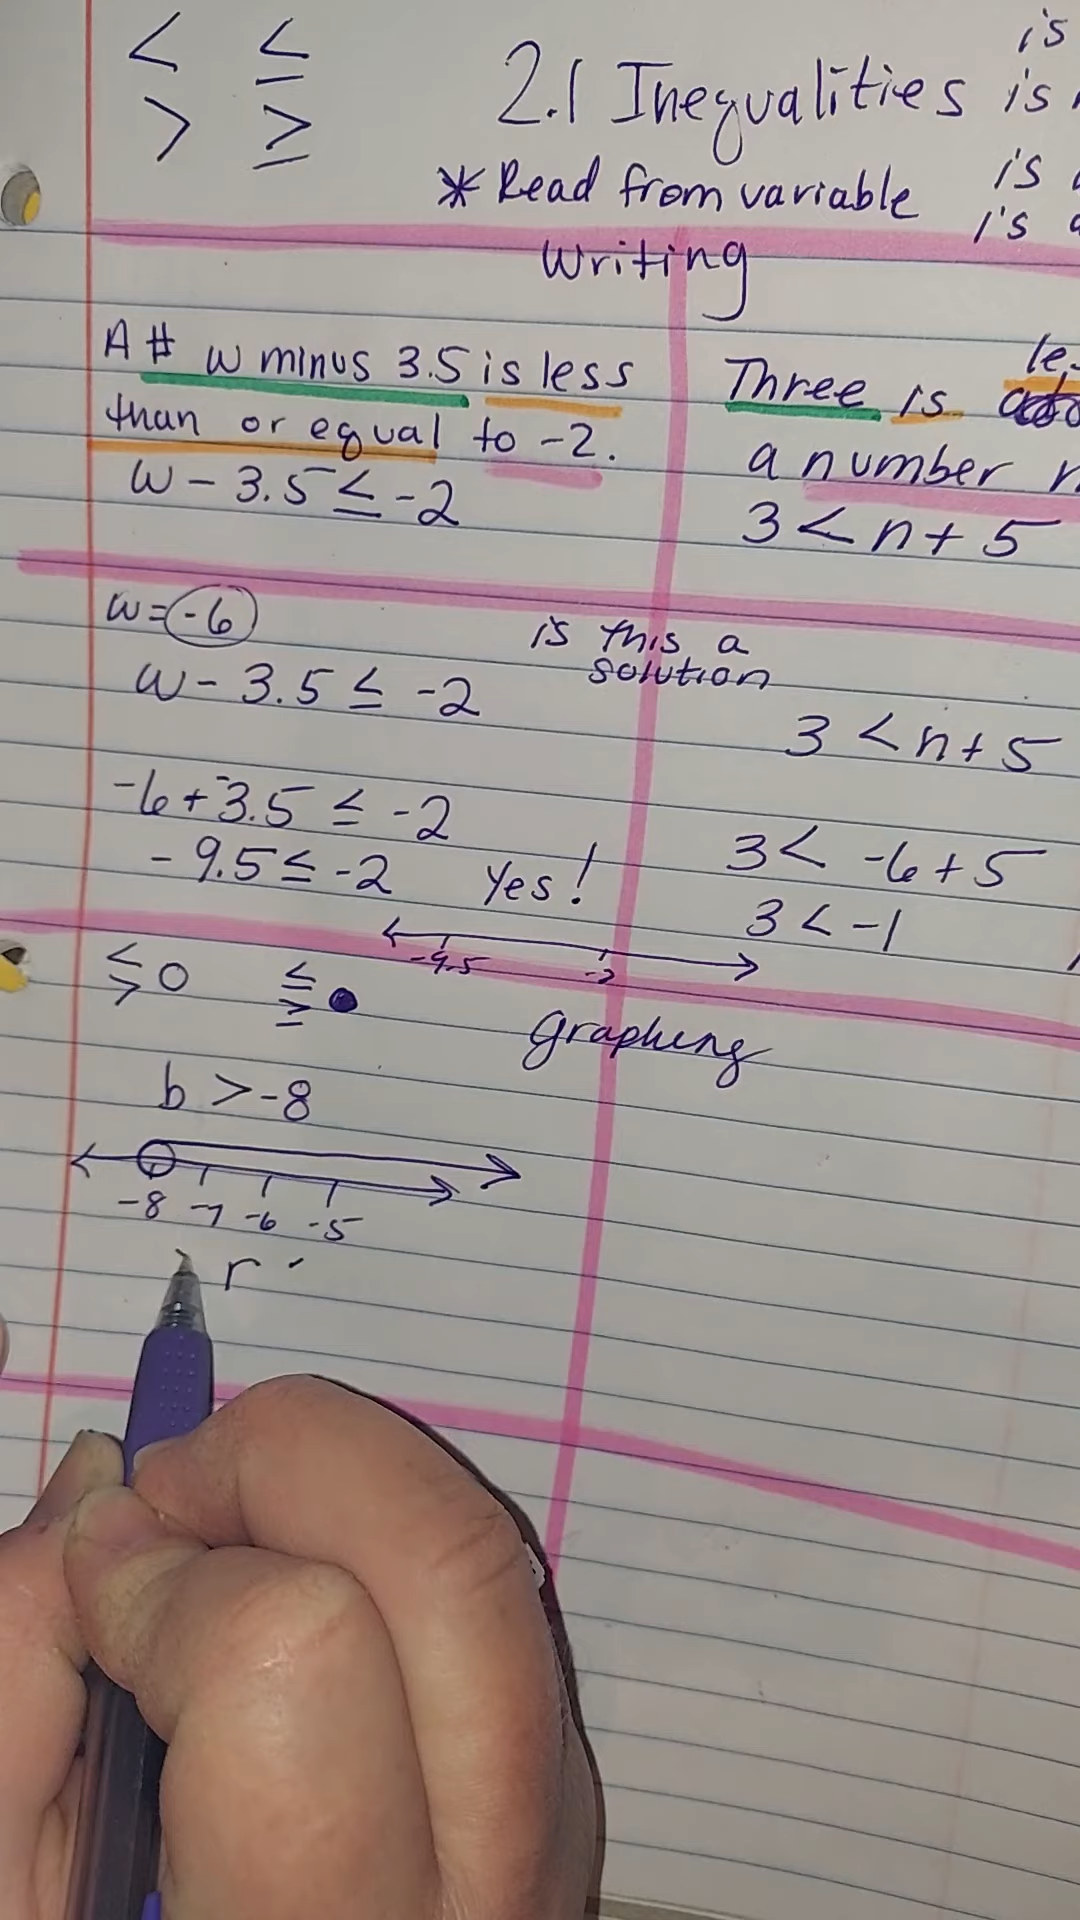 < ≤
> ≥
is
2.1 Inequalities is
* Read from variable is
is
Writing
A # w minus 3.5 is less
than or equal to -2.
w - 3.5 ≤ -2
Three is
a number
3 < n + 5
w = -6
is this a
solution
w - 3.5 ≤ -2
3 < n + 5
-6 + -3.5 ≤ -2
-9.5 ≤ -2 Yes!
3 < -6 + 5
3 < -1
-9.5 -2
< ○ ≤ ●
> ≥
Graphing
b > -8
-8 -7 -6 -5
r